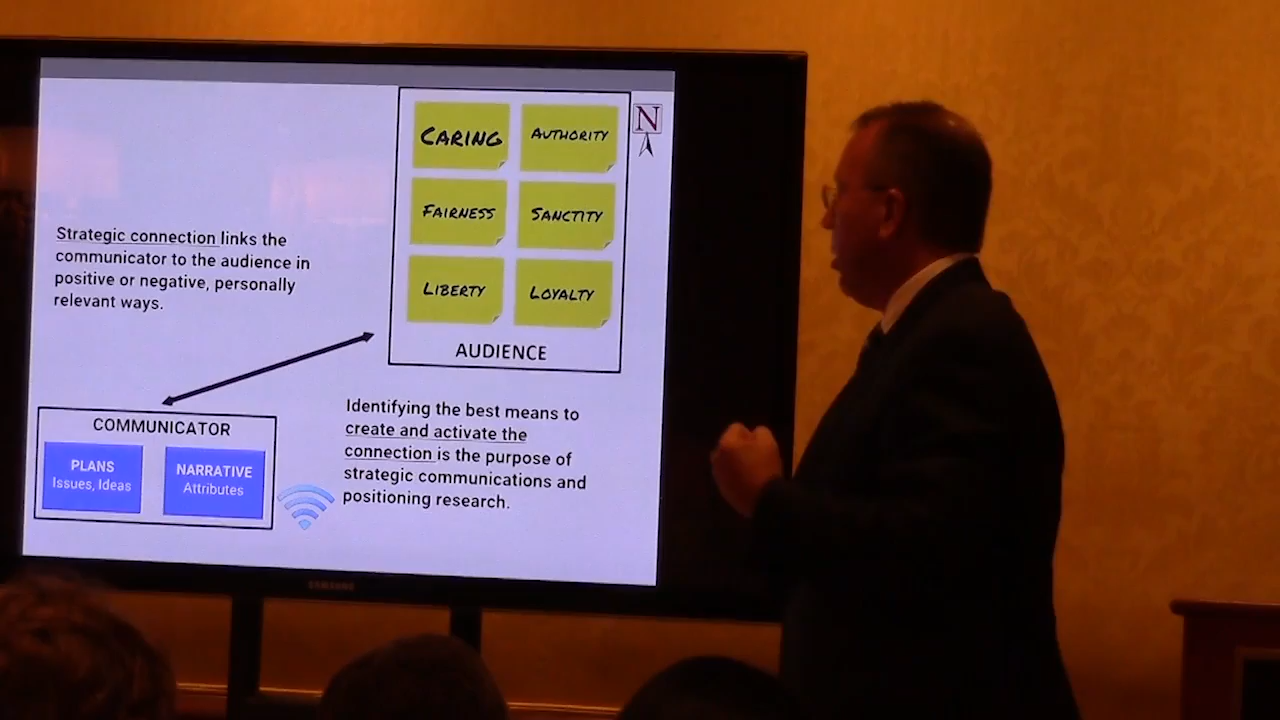 CARING
AUTHORITY
N
FAIRNESS
SANCTITY
LIBERTY
LOYALTY
AUDIENCE
Strategic connection links the
communicator to the audience in
positive or negative, personally
relevant ways.
COMMUNICATOR
PLANS
Issues, Ideas
NARRATIVE
Attributes
Identifying the best means to
create and activate the
connection is the purpose of
strategic communications and
positioning research.
SAMSUNG